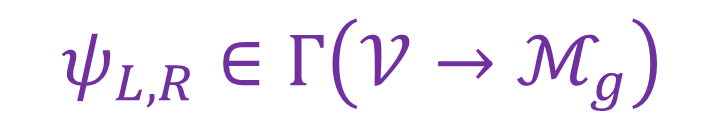 ψ_{L,R} ∈ Γ(𝒱 → ℳ_g)